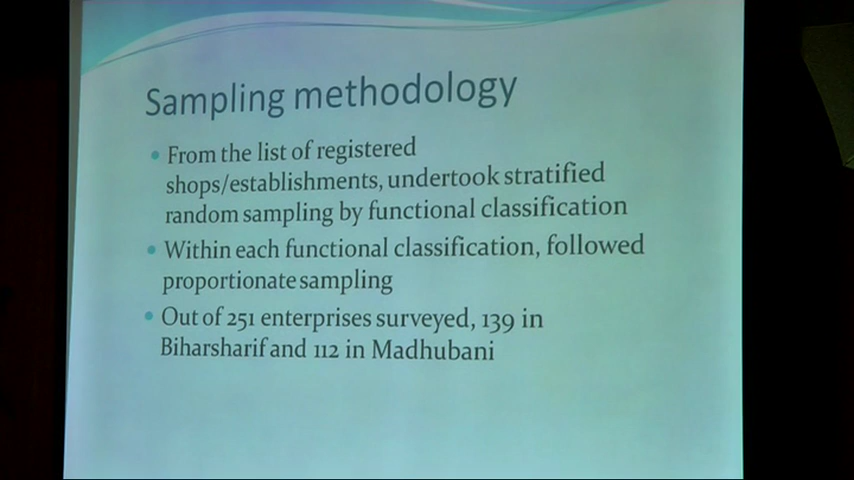 Sampling methodology
From the list of registered
shops/establishments, undertook stratified
random sampling by functional classification
Within each functional classification, followed
proportionate sampling
Out of 251 enterprises surveyed, 139 in
Biharsharif and 112 in Madhubani